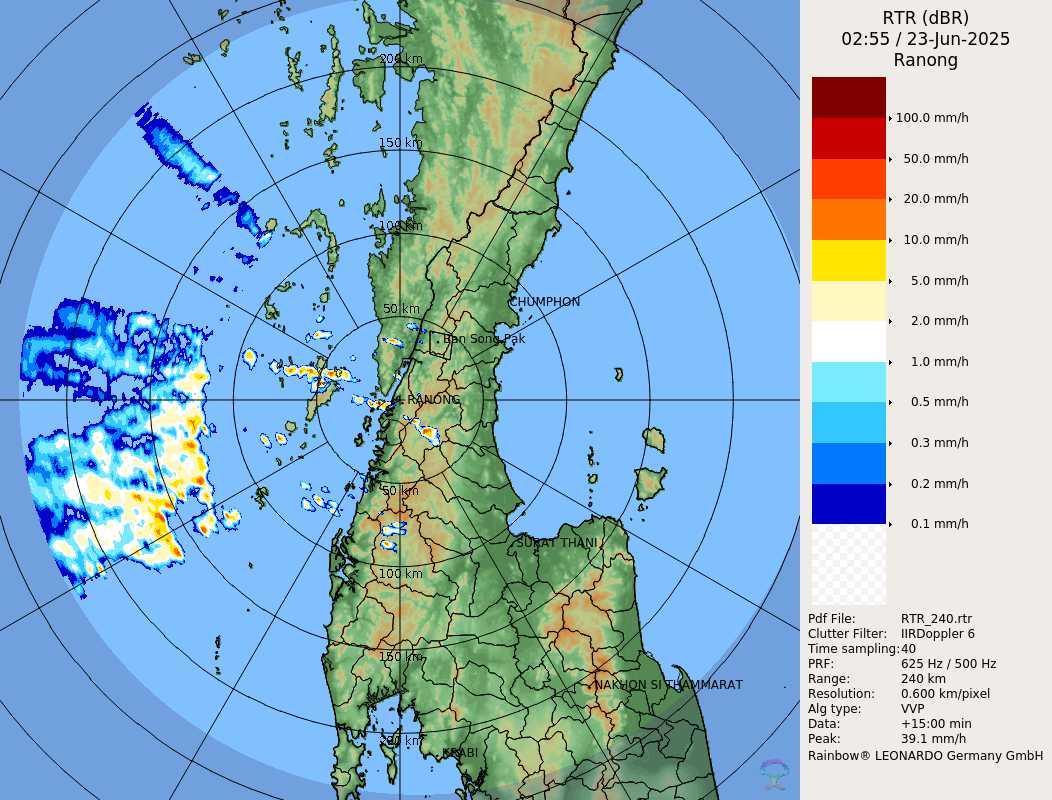 RTR (dBR)
02:55 / 23-Jun-2025
Ranong
100.0 mm/h
50.0 mm/h
20.0 mm/h
10.0 mm/h
5.0 mm/h
2.0 mm/h
1.0 mm/h
0.5 mm/h
0.3 mm/h
0.2 mm/h
0.1 mm/h
Pdf File: RTR_240.rtr
Clutter Filter: IIRDoppler 6
Time sampling:40
PRF: 625 Hz / 500 Hz
Range: 240 km
Resolution: 0.600 km/pixel
Alg type: VVP
Data: +15:00 min
Peak: 39.1 mm/h
Rainbow® LEONARDO Germany GmbH
200 km
150 km
100 km
CHUMPHON
50 km
Ban Song Pak
RANONG
50 km
SURAT THANI
100 km
150 km
NAKHON SI THAMMARAT
200 km
KRABI